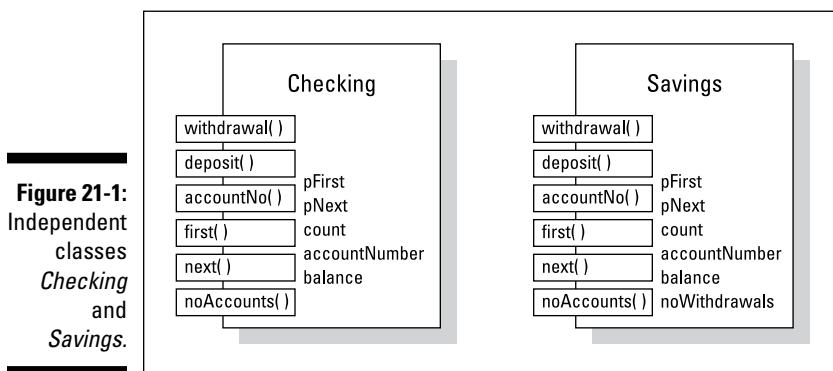 Figure 21-1:
Independent
classes
Checking
and
Savings.
Checking
withdrawal( )
deposit( )
accountNo( )
first( )
next( )
noAccounts( )
pFirst
pNext
count
accountNumber
balance
Savings
withdrawal( )
deposit( )
accountNo( )
first( )
next( )
noAccounts( )
pFirst
pNext
count
accountNumber
balance
noWithdrawals